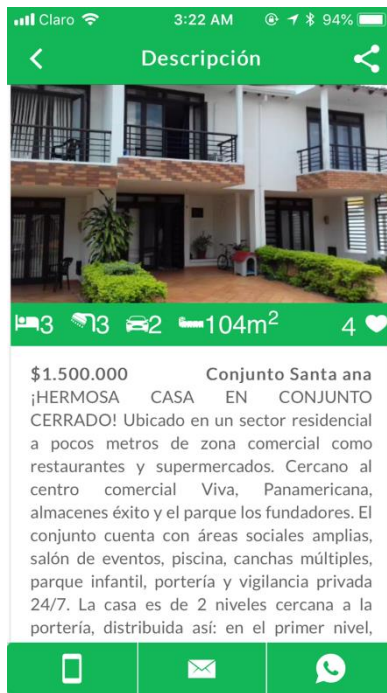 Claro 3:22 AM 94%
Descripción
3 3 2 104m² 4
$1.500.000 Conjunto Santa ana
¡HERMOSA CASA EN CONJUNTO
CERRADO! Ubicado en un sector residencial
a pocos metros de zona comercial como
restaurantes y supermercados. Cercano al
centro comercial Viva, Panamericana,
almacenes éxito y el parque los fundadores. El
conjunto cuenta con áreas sociales amplias,
salón de eventos, piscina, canchas múltiples,
parque infantil, portería y vigilancia privada
24/7. La casa es de 2 niveles cercana a la
portería, distribuida así: en el primer nivel,